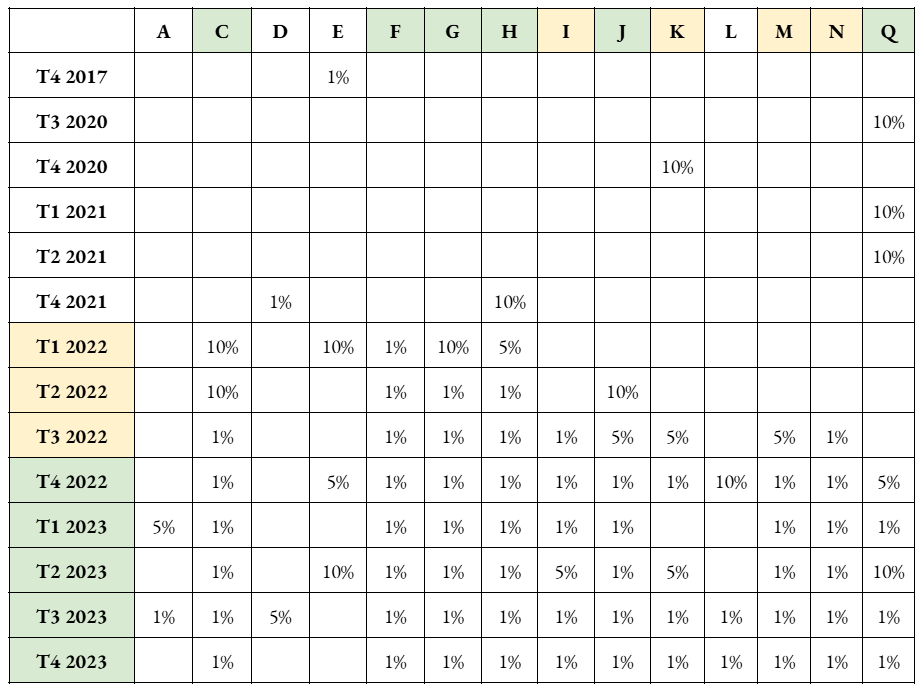 A C D E F G H I J K L M N Q
T4 2017 1%
T3 2020 10%
T4 2020 10%
T1 2021 10%
T2 2021 10%
T4 2021 1% 10%
T1 2022 10% 10% 1% 10% 5%
T2 2022 10% 1% 1% 1% 10%
T3 2022 1% 1% 1% 1% 1% 5% 5% 5% 1%
T4 2022 1% 5% 1% 1% 1% 1% 1% 1% 10% 1% 1% 5%
T1 2023 5% 1% 1% 1% 1% 1% 1% 1% 1% 1%
T2 2023 1% 10% 1% 1% 1% 5% 1% 5% 1% 1% 10%
T3 2023 1% 1% 5% 1% 1% 1% 1% 1% 1% 1% 1% 1% 1%
T4 2023 1% 1% 1% 1% 1% 1% 1% 1% 1% 1% 1%